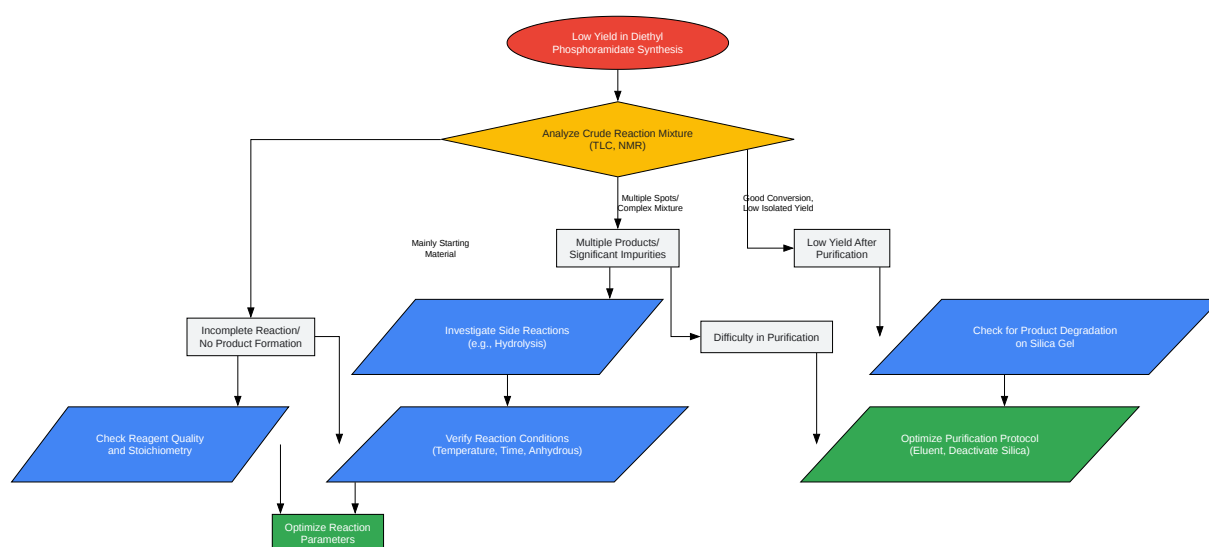 Low Yield in Diethyl
Phosphoramidate Synthesis
Analyze Crude Reaction Mixture
(TLC, NMR)
Multiple Spots/
Complex Mixture
Good Conversion,
Low Isolated Yield
Mainly Starting
Material
Multiple Products/
Significant Impurities
Low Yield After
Purification
Incomplete Reaction/
No Product Formation
Investigate Side Reactions
(e.g., Hydrolysis)
Difficulty in Purification
Check for Product Degradation
on Silica Gel
Check Reagent Quality
and Stoichiometry
Verify Reaction Conditions
(Temperature, Time, Anhydrous)
Optimize Purification Protocol
(Eluent, Deactivate Silica)
Optimize Reaction
Parameters